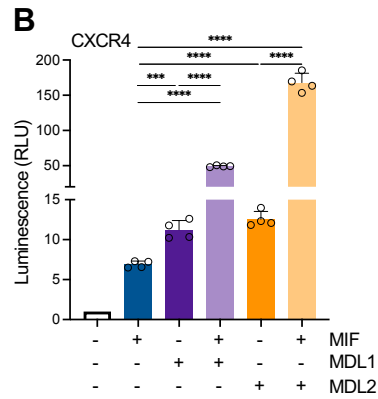 B
CXCR4
****
**** ****
*** ****
****
Luminescence (RLU)
200
150
100
50
15
10
5
0
- + - + - + MIF
- - + + - - MDL1
- - - - + + MDL2